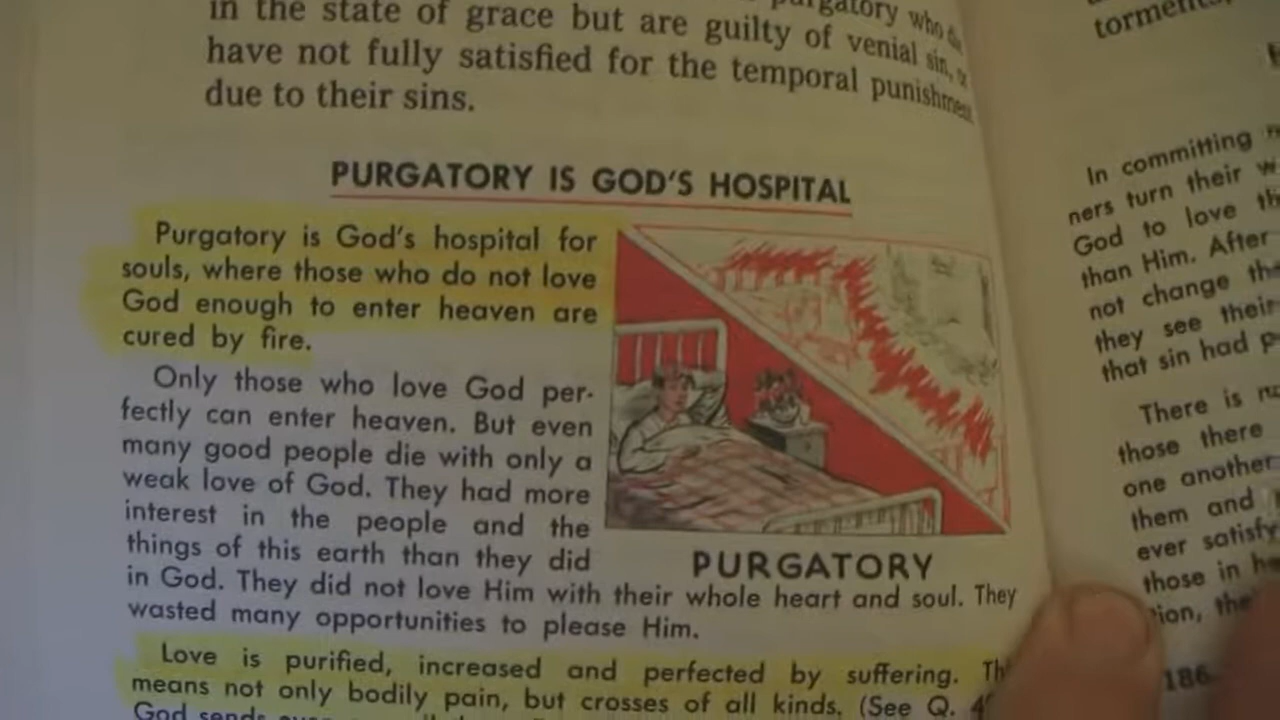 purgatory who
in the state of grace but are guilty of venial sin,
have not fully satisfied for the temporal punishment
due to their sins.
PURGATORY IS GOD'S HOSPITAL
Purgatory is God's hospital for
souls, where those who do not love
God enough to enter heaven are
cured by fire.
Only those who love God per-
fectly can enter heaven. But even
many good people die with only a
weak love of God. They had more
interest in the people and the
things of this earth than they did
in God. They did not love Him with their whole heart and soul. They
wasted many opportunities to please Him.
PURGATORY
Love is purified, increased and perfected by suffering.
means not only bodily pain, but crosses of all kinds. (See Q.
God sends
In committing
ners turn their
God to love
than Him. After
not change
they see their
that sin had
There is
those there
one another
them and
ever satisfy
those in
186